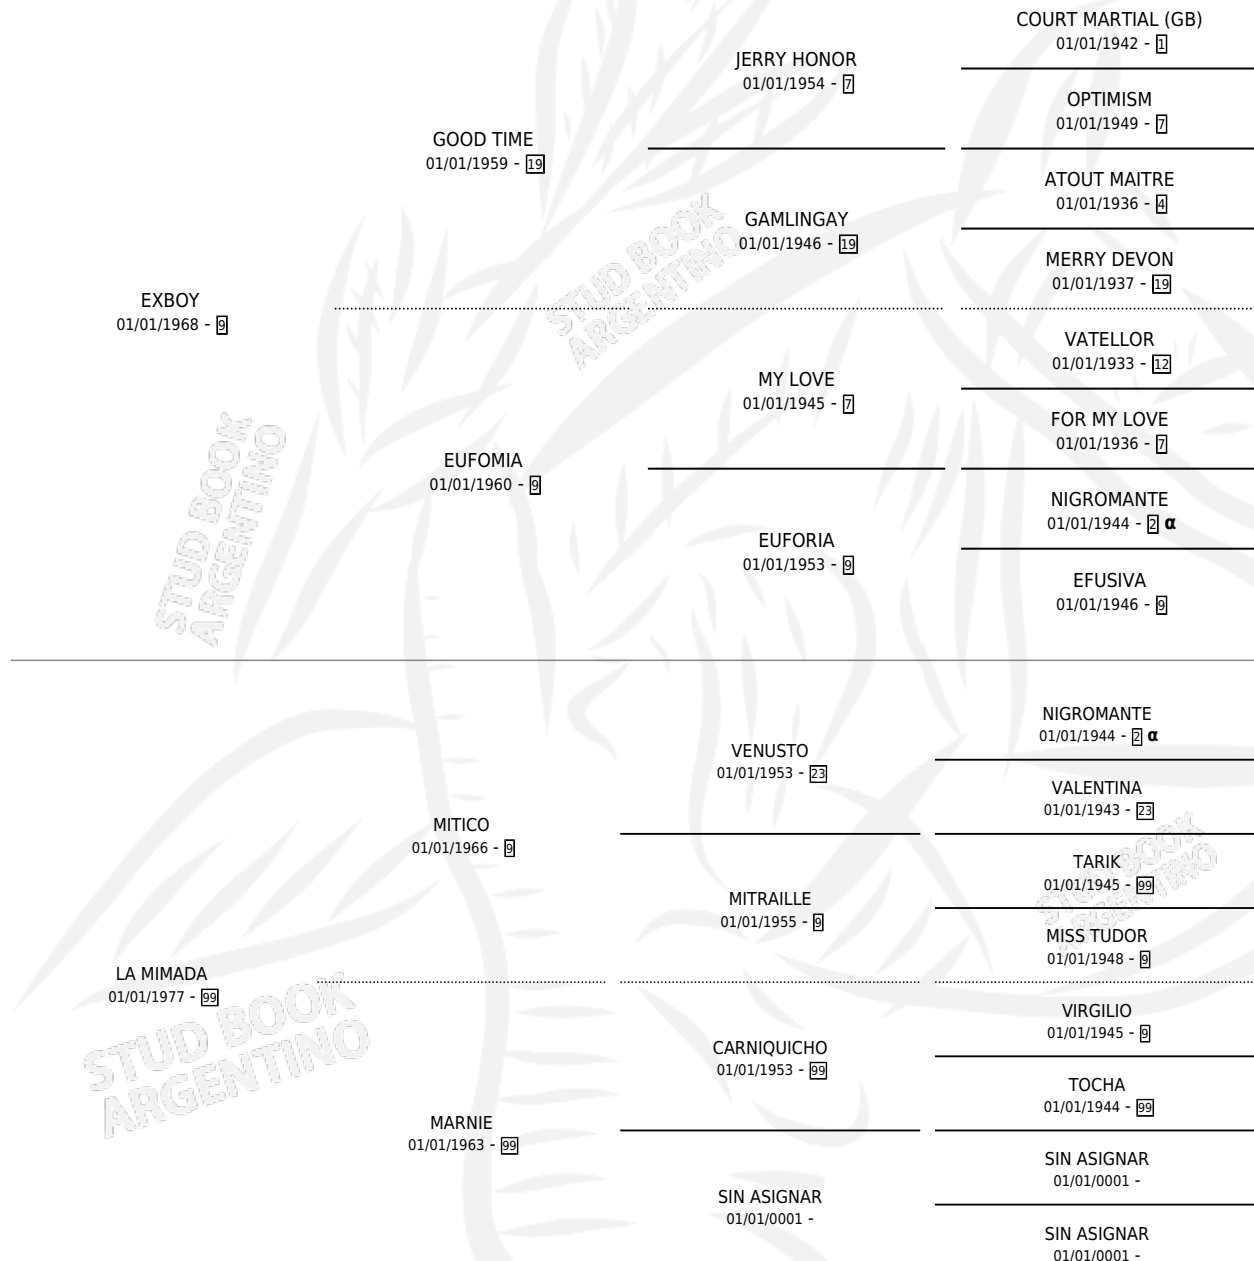 COURT MARTIAL (GB)
01/01/1942 - 1
JERRY HONOR
01/01/1954 - 7
OPTIMISM
01/01/1949 - 7
GOOD TIME
01/01/1959 - 19
ATOUT MAITRE
01/01/1936 - 4
GAMLINGAY
01/01/1946 - 19
MERRY DEVON
01/01/1937 - 19
EXBOY
01/01/1968 - 9
VATELLOR
01/01/1933 - 12
MY LOVE
01/01/1945 - 7
FOR MY LOVE
01/01/1936 - 7
EUFOMIA
01/01/1960 - 9
NIGROMANTE
01/01/1944 - 2 α
EUFORIA
01/01/1953 - 9
EFUSIVA
01/01/1946 - 9
NIGROMANTE
01/01/1944 - 2 α
VENUSTO
01/01/1953 - 23
VALENTINA
01/01/1943 - 23
MITICO
01/01/1966 - 9
TARIK
01/01/1945 - 99
MITRAILLE
01/01/1955 - 9
MISS TUDOR
01/01/1948 - 9
LA MIMADA
01/01/1977 - 99
VIRGILIO
01/01/1945 - 9
CARNIQUICHO
01/01/1953 - 99
TOCHA
01/01/1944 - 99
MARNIE
01/01/1963 - 99
SIN ASIGNAR
01/01/0001 -
SIN ASIGNAR
01/01/0001 -
SIN ASIGNAR
01/01/0001 -
STUD BOOK
ARGENTINO
STUD BOOK
ARGENTINO
STUD BOOK
ARGENTINO
STUD BOOK
ARGENTINO